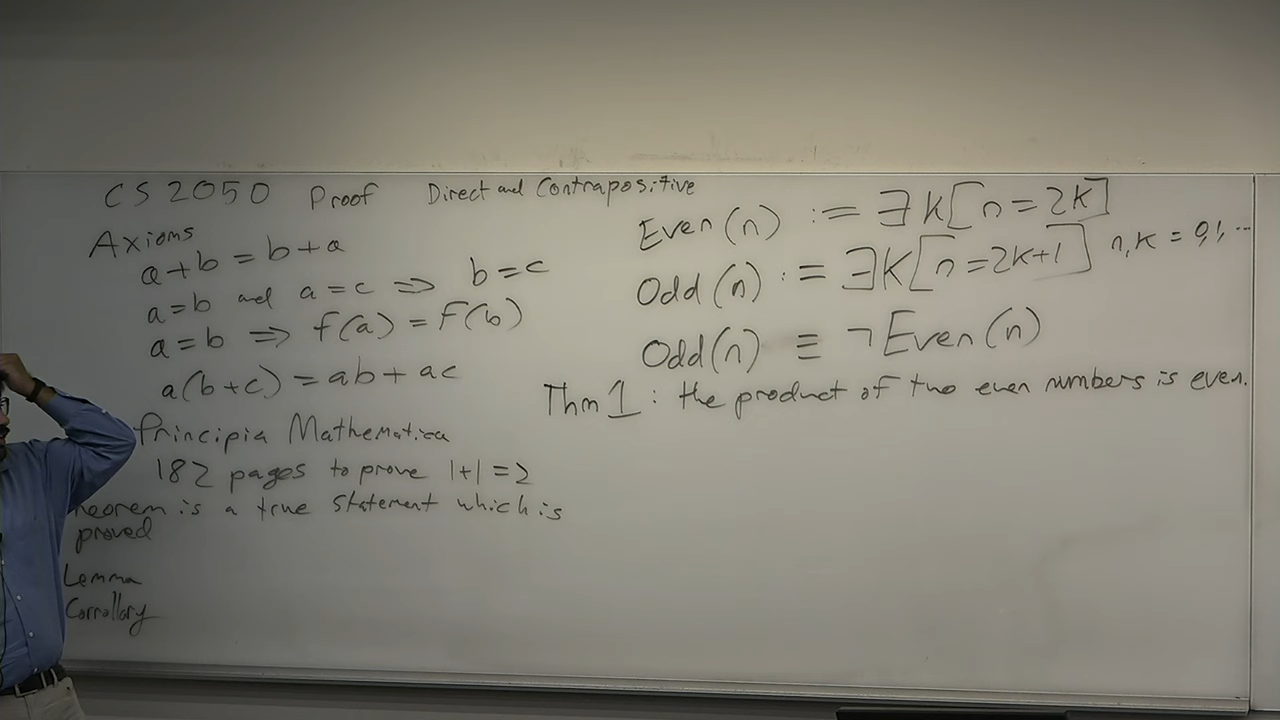 CS 2050 Proof Direct and Contrapositive
Axioms
a+b = b+a
a=b and a=c ⇒ b=c
a=b ⇒ f(a) = f(b)
a(b+c) = ab + ac
Principia Mathematica
182 pages to prove 1+1=2
heorem is a true statement which is
proved
Lemma
Corrollary
Even(n) := ∃k[n=2k]
Odd(n) := ∃k[n=2k+1] n,k = 0,1,...
Odd(n) ≡ ¬Even(n)
Thm 1: the product of two even numbers is even.